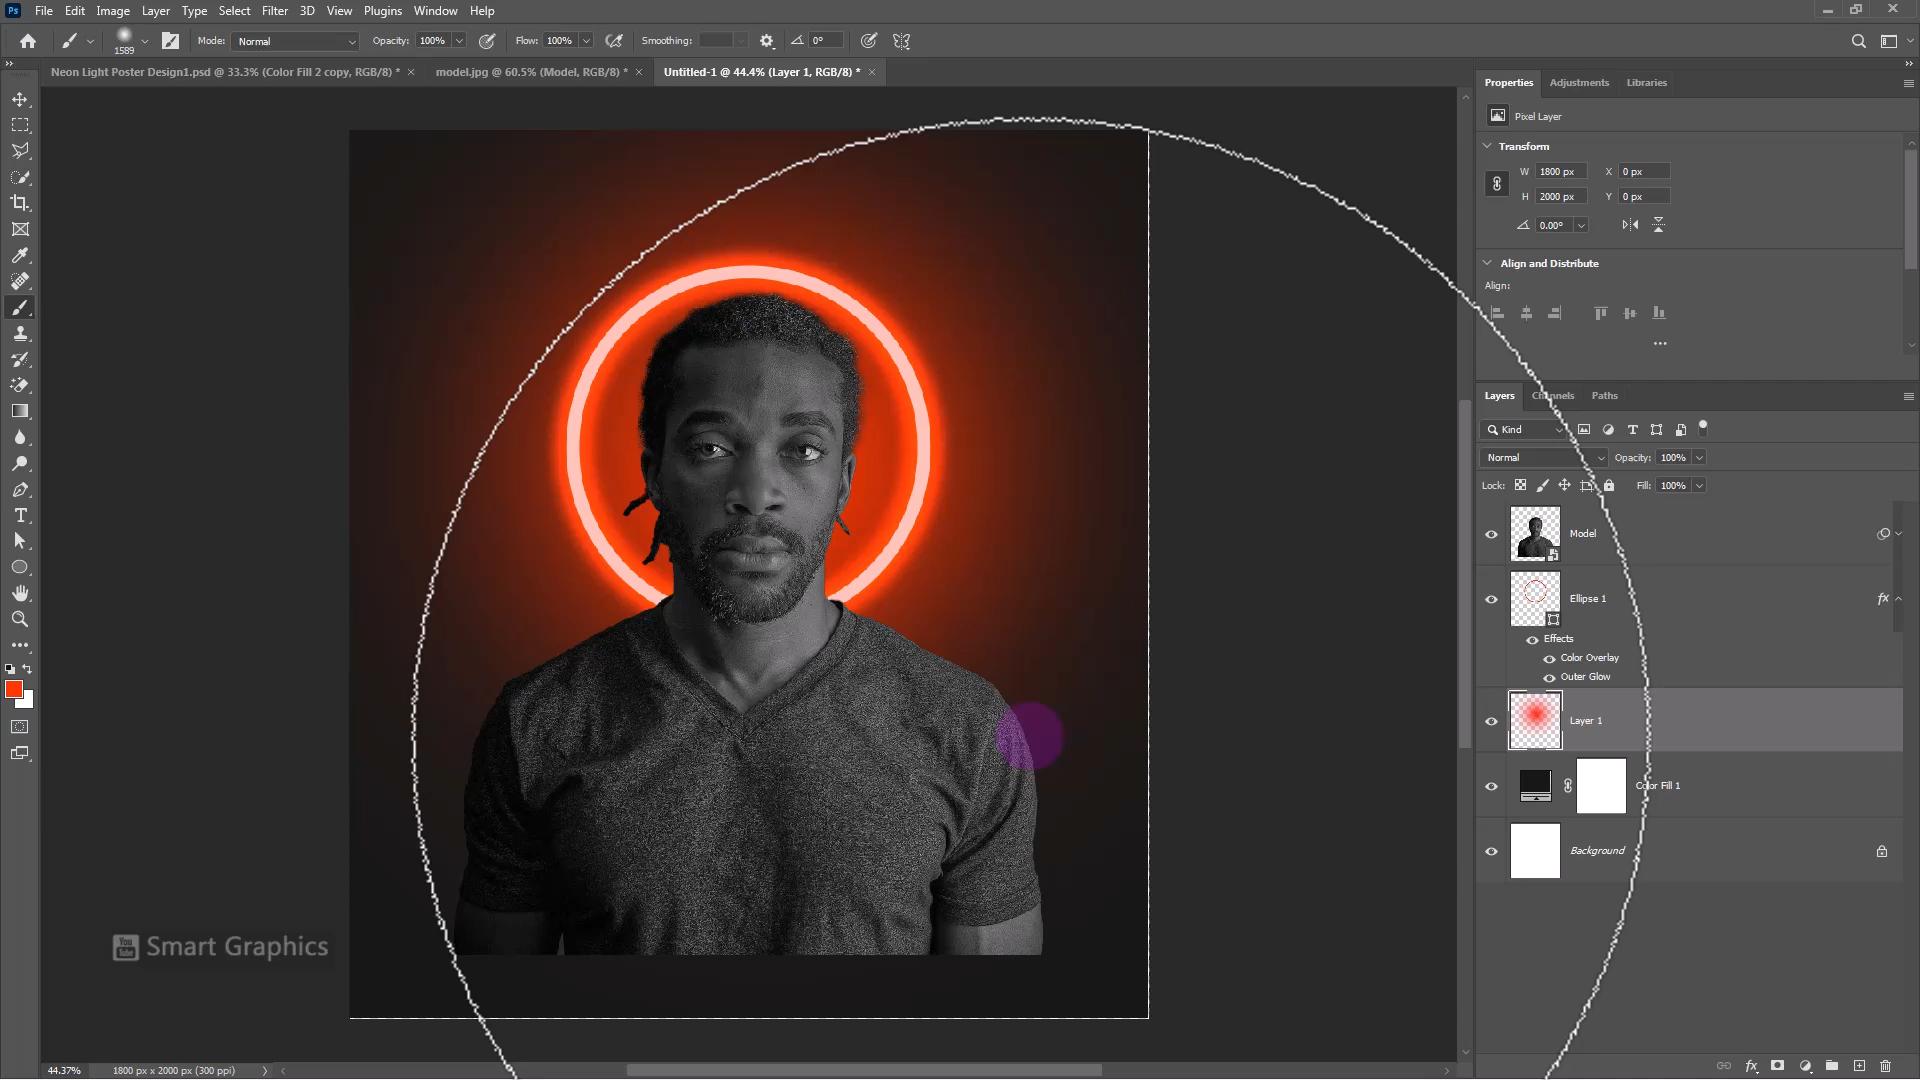 Ps File Edit Image Layer Type Select Filter 3D View Plugins Window Help
1589 Mode: Normal Opacity: 100% Flow: 100% Smoothing: 0°
Neon Light Poster Design1.psd @ 33.3% (Color Fill 2 copy, RGB/8) * model.jpg @ 60.5% (Model, RGB/8) * Untitled-1 @ 44.4% (Layer 1, RGB/8) *
Properties Adjustments Libraries
Pixel Layer
Transform
W 1800 px X 0 px
H 2000 px Y 0 px
0.00°
Align and Distribute
Align:
Layers Channels Paths
Kind
Normal Opacity: 100%
Lock: Fill: 100%
Model
Ellipse 1 fx
Effects
Color Overlay
Outer Glow
Layer 1
Color Fill 1
Background
You Tube Smart Graphics
44.37% 1800 px x 2000 px (300 ppi)
fx